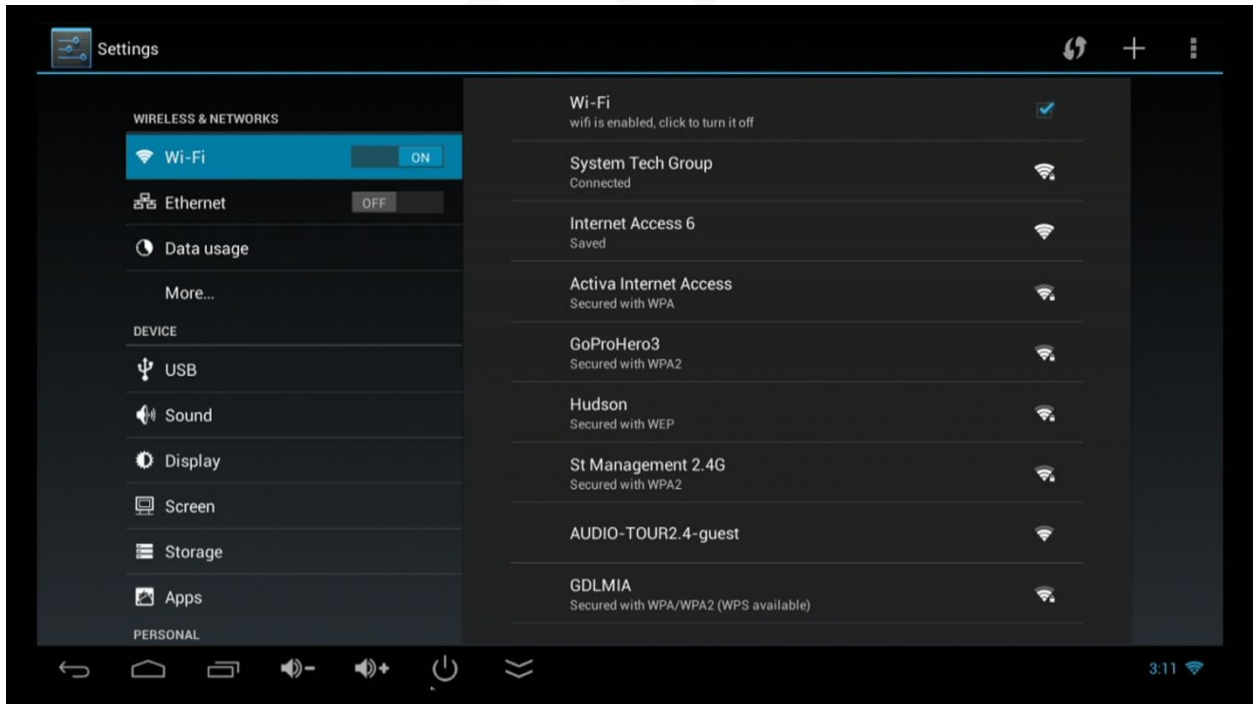 Settings
WIRELESS & NETWORKS
Wi-Fi
ON
Ethernet
OFF
Data usage
More...
DEVICE
USB
Sound
Display
Screen
Storage
Apps
PERSONAL
Wi-Fi
wifi is enabled, click to turn it off
System Tech Group
Connected
Internet Access 6
Saved
Activa Internet Access
Secured with WPA
GoProHero3
Secured with WPA2
Hudson
Secured with WEP
St Management 2.4G
Secured with WPA2
AUDIO-TOUR2.4-guest
GDLMIA
Secured with WPA/WPA2 (WPS available)
3:11